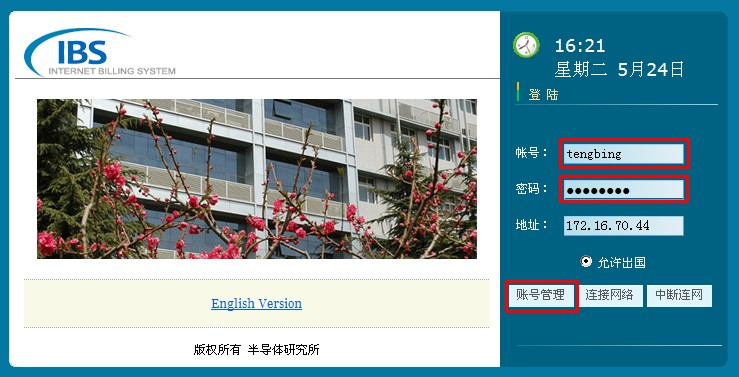 IBS
INTERNET BILLING SYSTEM
English Version
版权所有 半导体研究所
16:21
星期二 5月24日
登 陆
帐号： tengbing
密码： ●●●●●●●●
地址： 172.16.70.44
允许出国
账号管理 连接网络 中断连网